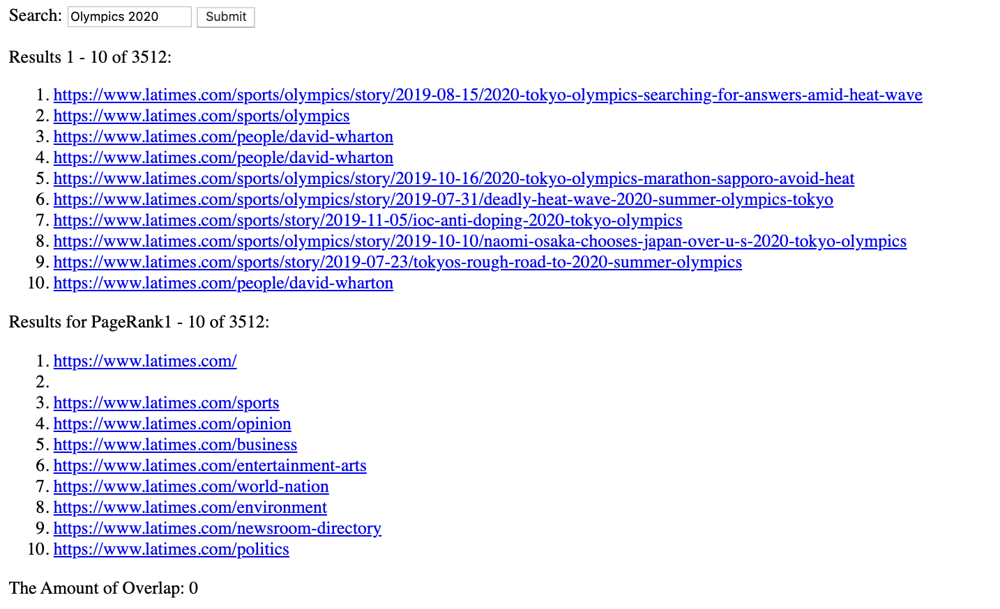 Search: Olympics 2020 Submit
Results 1 - 10 of 3512:
1. https://www.latimes.com/sports/olympics/story/2019-08-15/2020-tokyo-olympics-searching-for-answers-amid-heat-wave
2. https://www.latimes.com/sports/olympics
3. https://www.latimes.com/people/david-wharton
4. https://www.latimes.com/people/david-wharton
5. https://www.latimes.com/sports/olympics/story/2019-10-16/2020-tokyo-olympics-marathon-sapporo-avoid-heat
6. https://www.latimes.com/sports/olympics/story/2019-07-31/deadly-heat-wave-2020-summer-olympics-tokyo
7. https://www.latimes.com/sports/story/2019-11-05/ioc-anti-doping-2020-tokyo-olympics
8. https://www.latimes.com/sports/olympics/story/2019-10-10/naomi-osaka-chooses-japan-over-u-s-2020-tokyo-olympics
9. https://www.latimes.com/sports/story/2019-07-23/tokyos-rough-road-to-2020-summer-olympics
10. https://www.latimes.com/people/david-wharton
Results for PageRank1 - 10 of 3512:
1. https://www.latimes.com/
2.
3. https://www.latimes.com/sports
4. https://www.latimes.com/opinion
5. https://www.latimes.com/business
6. https://www.latimes.com/entertainment-arts
7. https://www.latimes.com/world-nation
8. https://www.latimes.com/environment
9. https://www.latimes.com/newsroom-directory
10. https://www.latimes.com/politics
The Amount of Overlap: 0